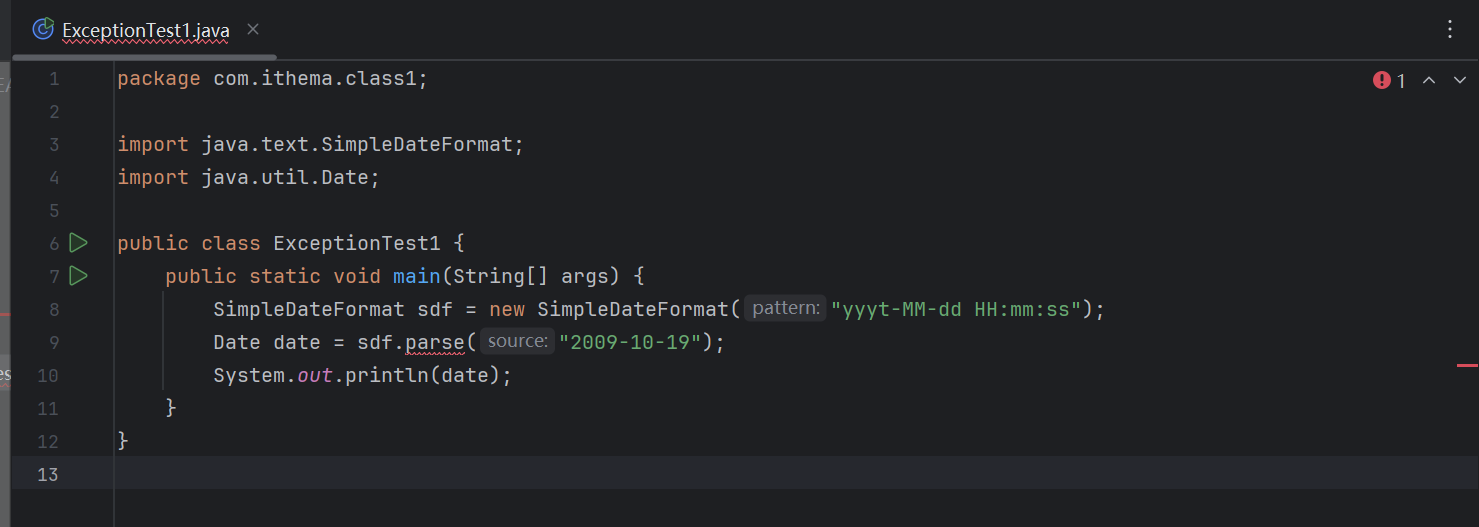 ExceptionTest1.java
1 package com.ithema.class1; 1
2
3 import java.text.SimpleDateFormat;
4 import java.util.Date;
5
6 public class ExceptionTest1 {
7 public static void main(String[] args) {
8 SimpleDateFormat sdf = new SimpleDateFormat( pattern: "yyyt-MM-dd HH:mm:ss");
9 Date date = sdf.parse( source: "2009-10-19");
10 System.out.println(date);
11 }
12 }
13